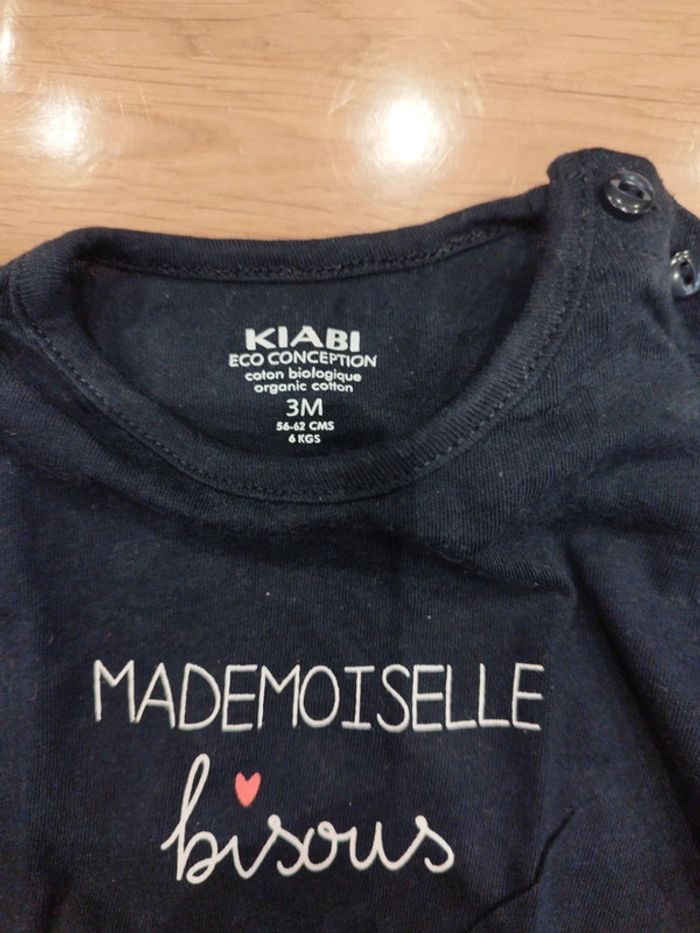 KIABI
ECO CONCEPTION
coton biologique
organic cotton
3M
56-62 CMS
6 KGS
MADEMOISELLE
bisous